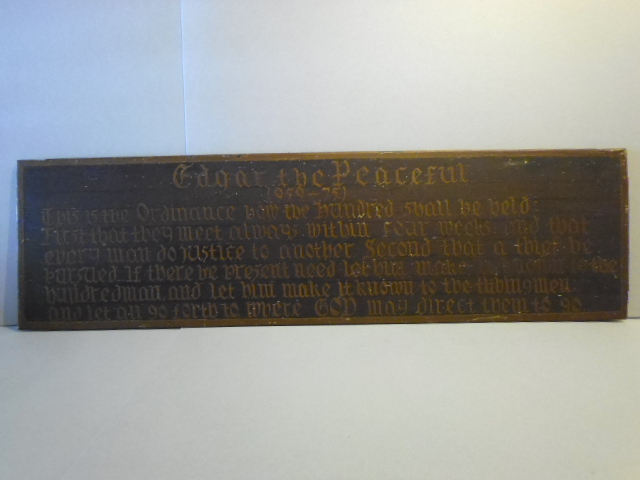 Edgar the Peaceful
(959-75)
This is the Ordinance how the hundred shall be held:
First that they meet always within four weeks: and that
every man do justice to another Second that a thief be
pursued. If there be present need let him make it known to the
hundredman and let him make it known to the tithingmen
and let all go forth to where GOD may direct them to go